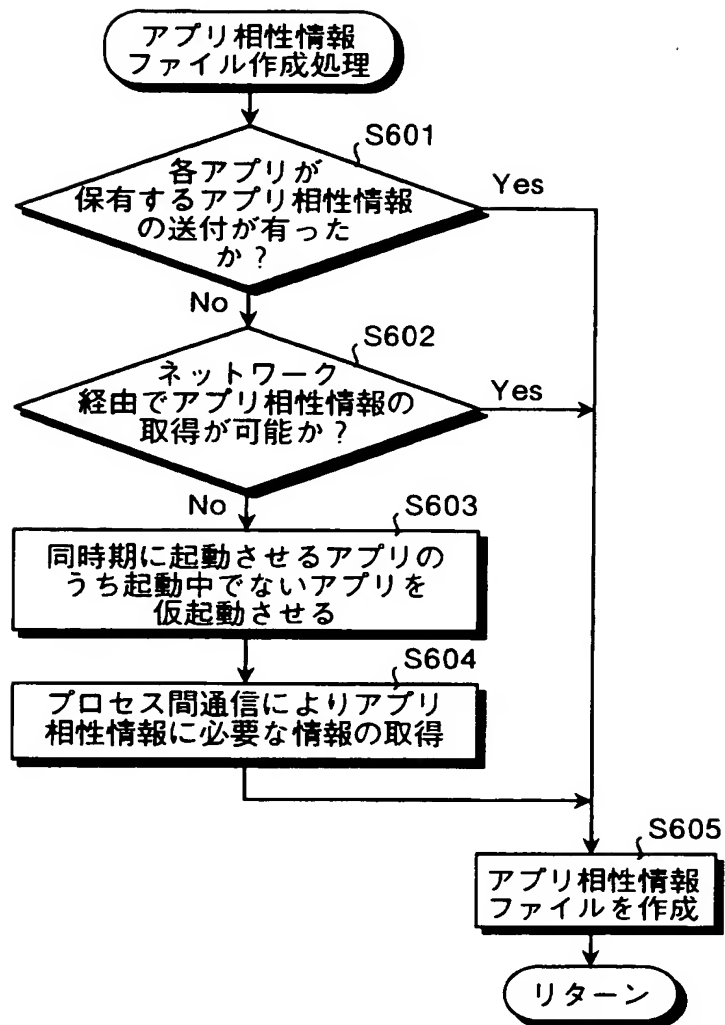 アプリ相性情報
ファイル作成処理
S601
各アプリが
保有するアプリ相性情報
の送付が有った
か？
Yes
No
S602
ネットワーク
経由でアプリ相性情報の
取得が可能か？
Yes
No
S603
同時期に起動させるアプリの
うち起動中でないアプリを
仮起動させる
S604
プロセス間通信によりアプリ
相性情報に必要な情報の取得
S605
アプリ相性情報
ファイルを作成
リターン